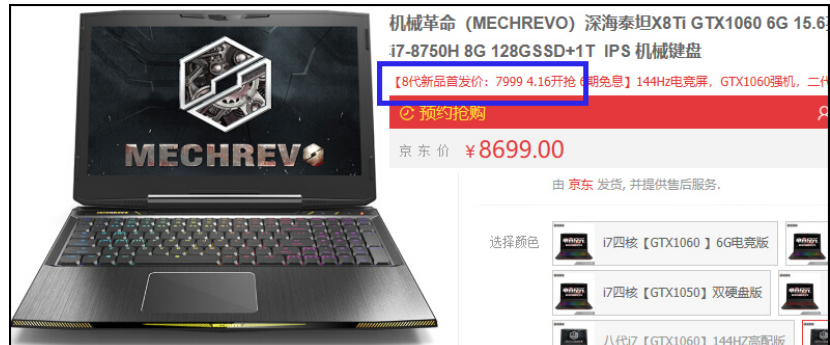 机械革命（MECHREVO）深海泰坦X8Ti GTX1060 6G 15.6
i7-8750H 8G 128GSSD+1T IPS 机械键盘
【8代新品首发价：7999 4.16开抢 6期免息】144Hz电竞屏，GTX1060强机，二代
预约抢购
MECHREVO
京东价 ￥8699.00
由 京东 发货, 并提供售后服务.
选择颜色
i7四核【GTX1060 】6G电竞版
i7四核【GTX1050】双硬盘版
八代i7【GTX1060】144HZ高配版